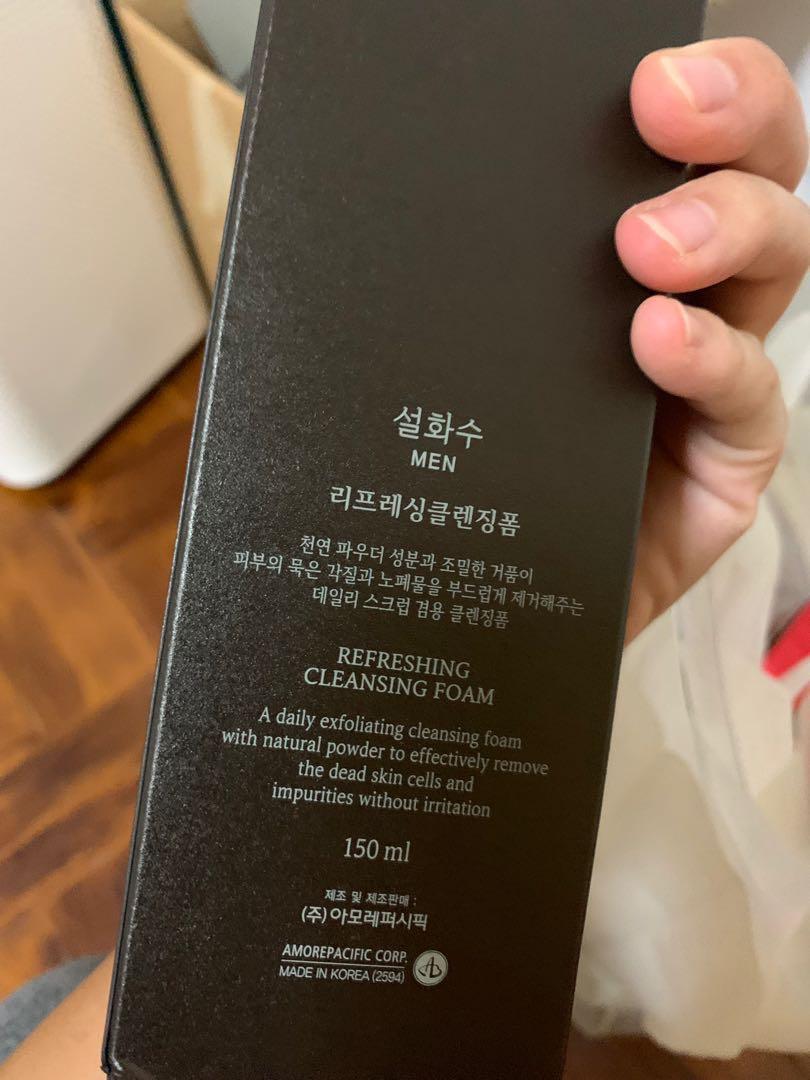 설화수
MEN
리프레싱클렌징폼
천연 파우더 성분과 조밀한 거품이
피부의 묵은 각질과 노폐물을 부드럽게 제거해주는
데일리 스크럽 겸용 클렌징폼
REFRESHING
CLEANSING FOAM
A daily exfoliating cleansing foam
with natural powder to effectively remove
the dead skin cells and
impurities without irritation
150 ml
제조 및 제조판매 :
(주)아모레퍼시픽
AMOREPACIFIC CORP.
MADE IN KOREA (2594)